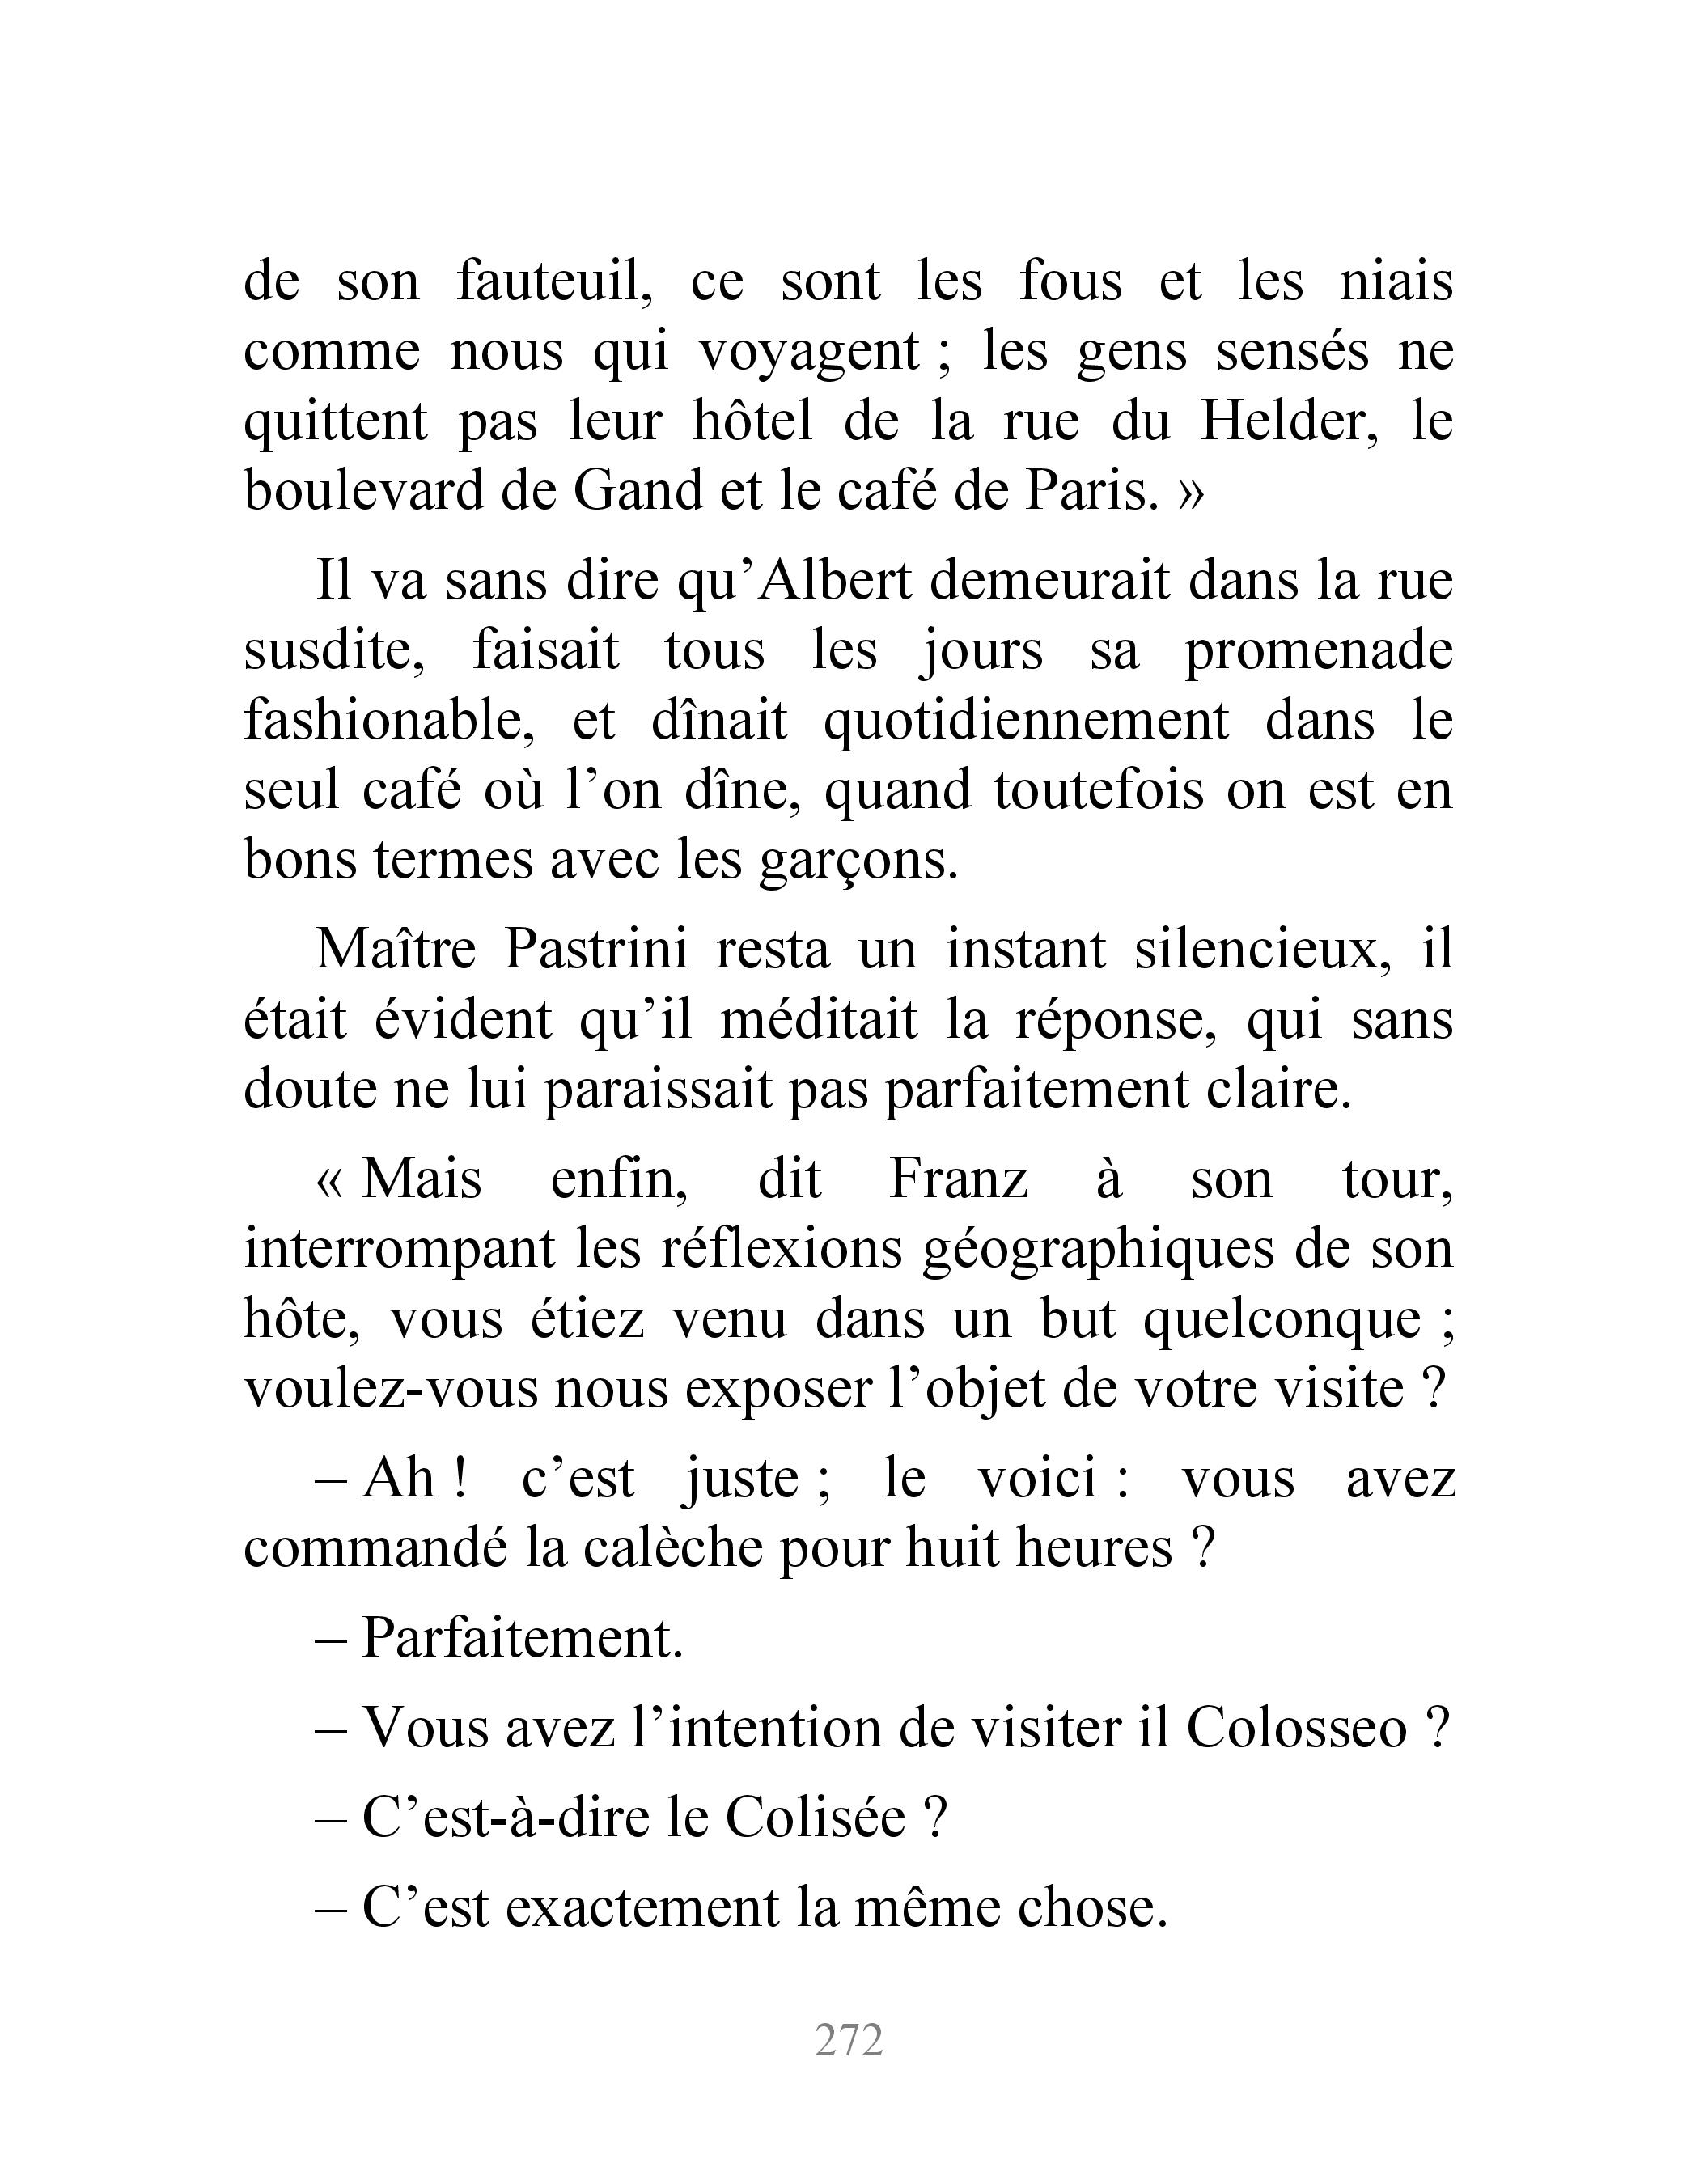 de son fauteuil, ce sont les fous et les niais
comme nous qui voyagent ; les gens sensés ne
quittent pas leur hôtel de la rue du Helder, le
boulevard de Gand et le café de Paris. »
Il va sans dire qu’Albert demeurait dans la rue
susdite, faisait tous les jours sa promenade
fashionable, et dînait quotidiennement dans le
seul café où l’on dîne, quand toutefois on est en
bons termes avec les garçons.
Maître Pastrini resta un instant silencieux, il
était évident qu’il méditait la réponse, qui sans
doute ne lui paraissait pas parfaitement claire.
« Mais enfin, dit Franz à son tour,
interrompant les réflexions géographiques de son
hôte, vous étiez venu dans un but quelconque ;
voulez-vous nous exposer l’objet de votre visite ?
– Ah ! c’est juste ; le voici : vous avez
commandé la calèche pour huit heures ?
– Parfaitement.
– Vous avez l’intention de visiter il Colosseo ?
– C’est-à-dire le Colisée ?
– C’est exactement la même chose.
272